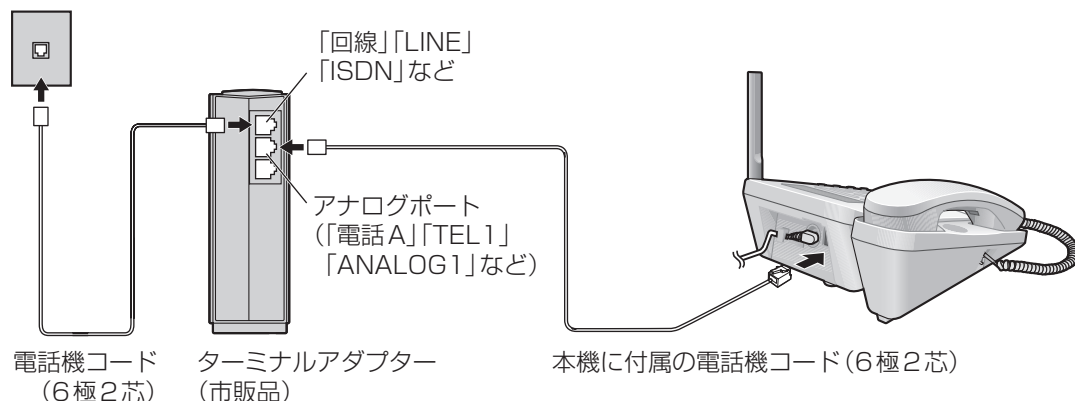 「回線」「LINE」
「ISDN」など
アナログポート
（「電話A」「TEL1」
「ANALOG1」など）
電話機コード
（6極2芯）
ターミナルアダプター
（市販品）
本機に付属の電話機コード（6極2芯）